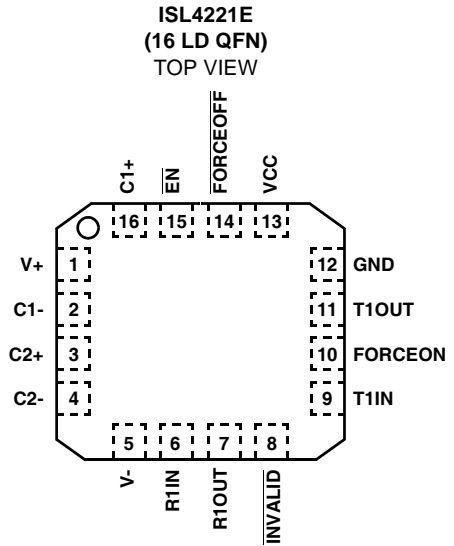 ISL4221E
(16 LD QFN)
TOP VIEW
C1+
EN
FORCEOFF
VCC
16
15
14
13
V+ 1
12 GND
C1- 2
11 T1OUT
C2+ 3
10 FORCEON
C2- 4
9 T1IN
5
6
7
8
V-
R1IN
R1OUT
INVALID